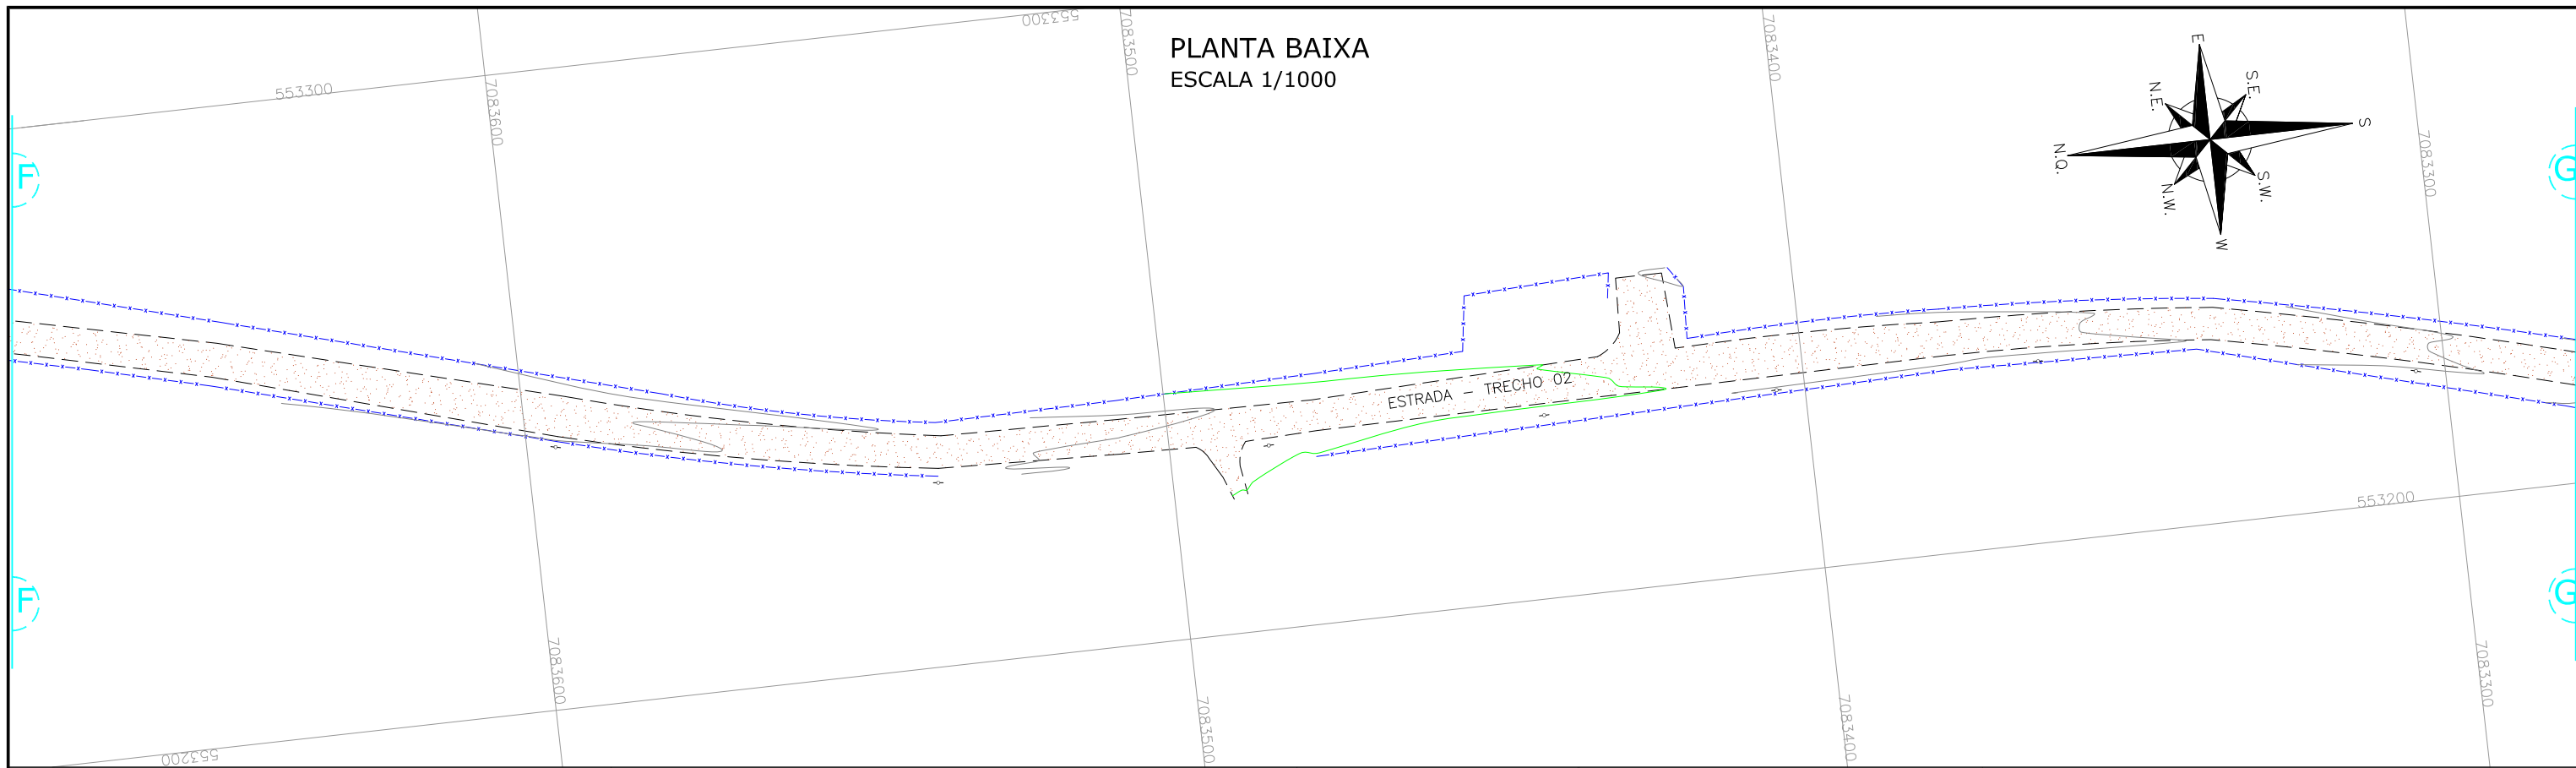 553300
7083500
7083400
PLANTA BAIXA
ESCALA 1/1000
553300
7083600
E
S.E.
N.E.
S
N.Q.
S.W.
N.W.
W
7083300
F
G
ESTRADA - TRECHO 02
553200
F
G
7083600
7083500
7083400
7083300
553200